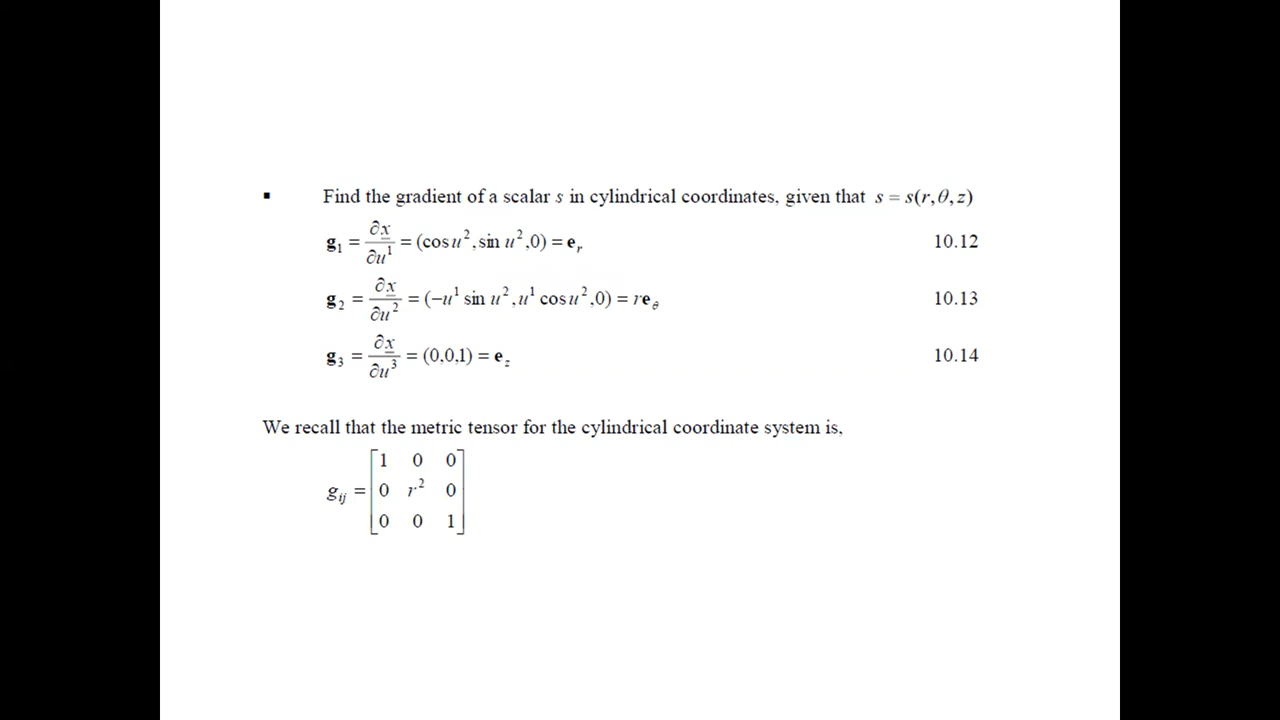 ▪ Find the gradient of a scalar s in cylindrical coordinates, given that s = s(r,θ,z)
g₁ = ∂x/∂u¹ = (cos u², sin u², 0) = e_r 10.12
g₂ = ∂x/∂u² = (−u¹ sin u², u¹ cos u², 0) = re_θ 10.13
g₃ = ∂x/∂u³ = (0,0,1) = e_z 10.14
We recall that the metric tensor for the cylindrical coordinate system is,
1 0 0
g_ij = 0 r² 0
0 0 1